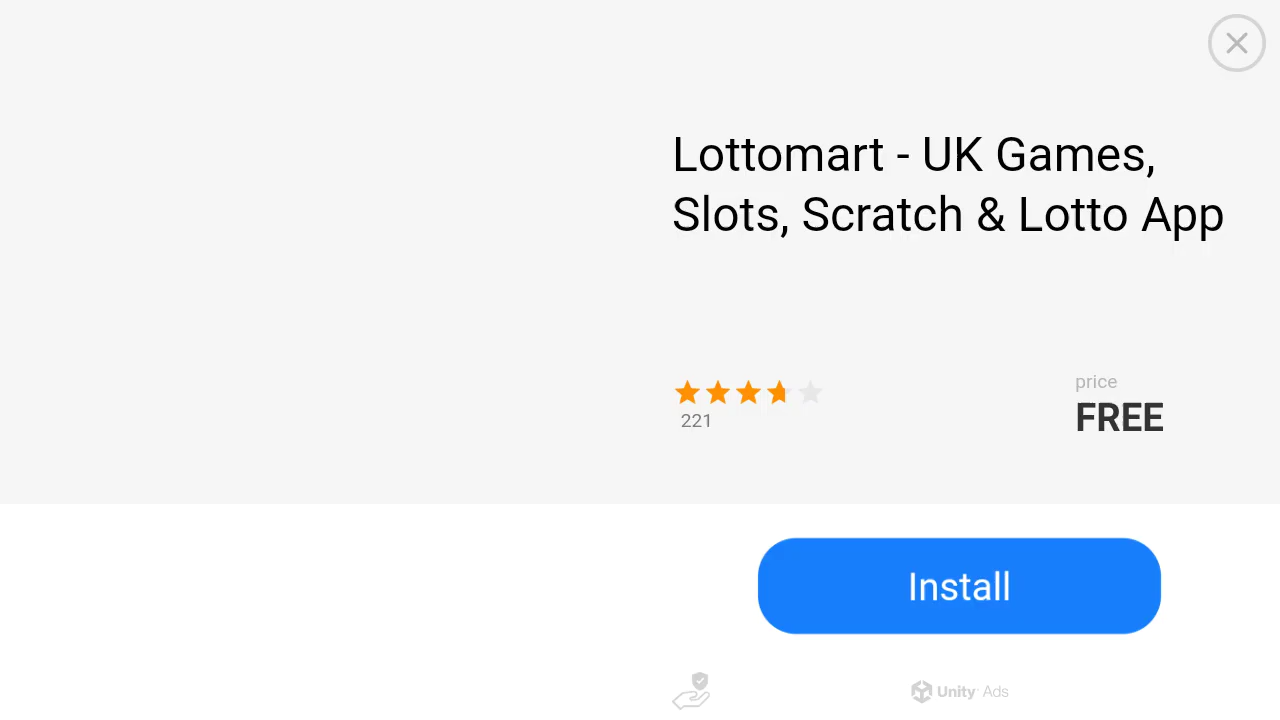 Lottomart - UK Games,
Slots, Scratch & Lotto App
221
price
FREE
Install
Unity Ads